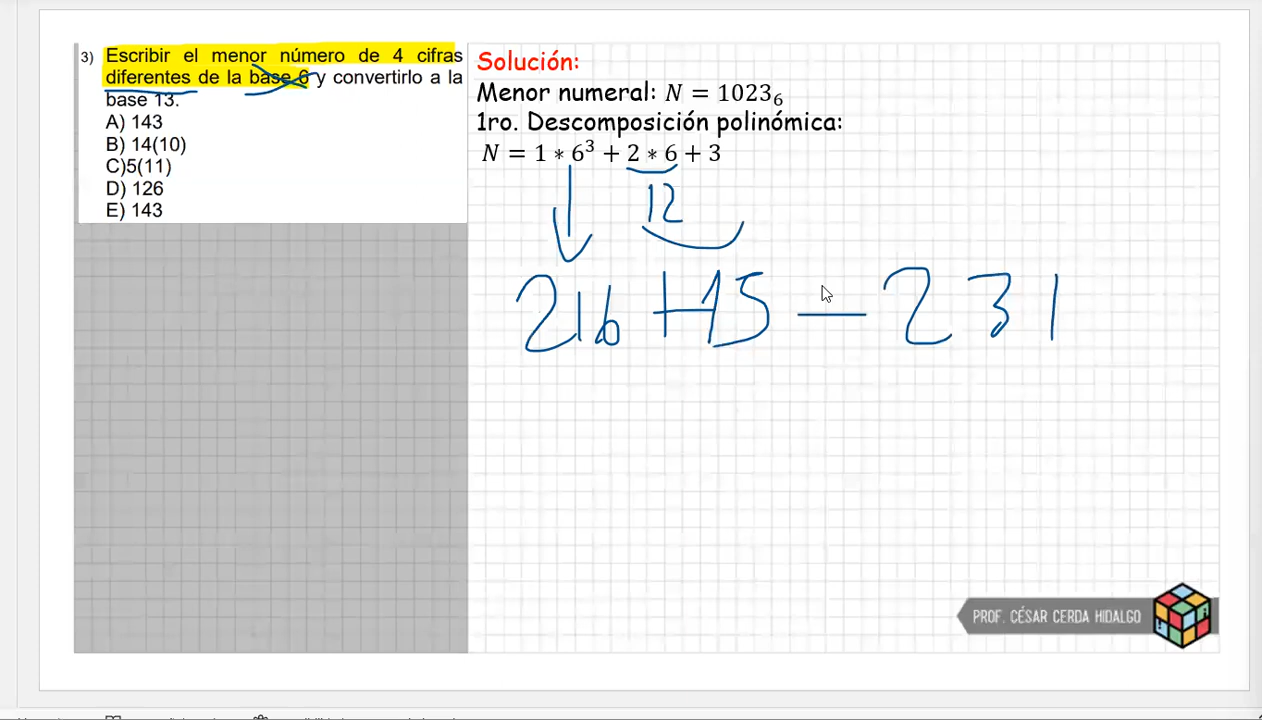 3) Escribir el menor número de 4 cifras
diferentes de la base 6 y convertirlo a la
base 13.
A) 143
B) 14(10)
C)5(11)
D) 126
E) 143
Solución:
Menor numeral: N = 1023₆
1ro. Descomposición polinómica:
N = 1 ∗ 6³ + 2 ∗ 6 + 3
12
216 + 15 — 231
PROF. CÉSAR CERDA HIDALGO